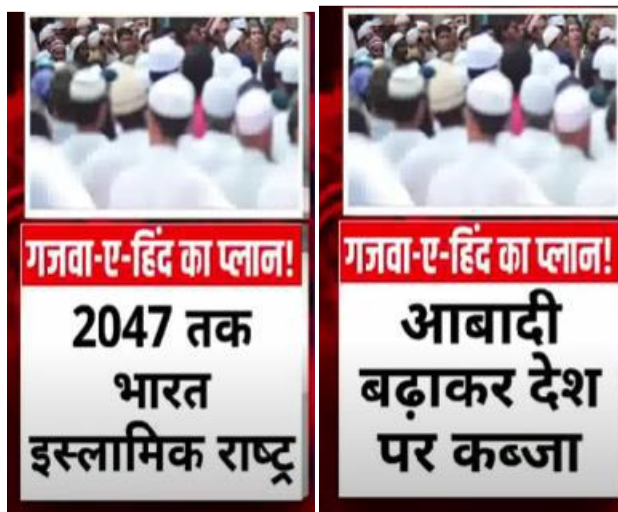 गजवा-ए-हिंद का प्लान!
2047 तक
भारत
इस्लामिक राष्ट्र
गजवा-ए-हिंद का प्लान!
आबादी
बढ़ाकर देश
पर कब्जा